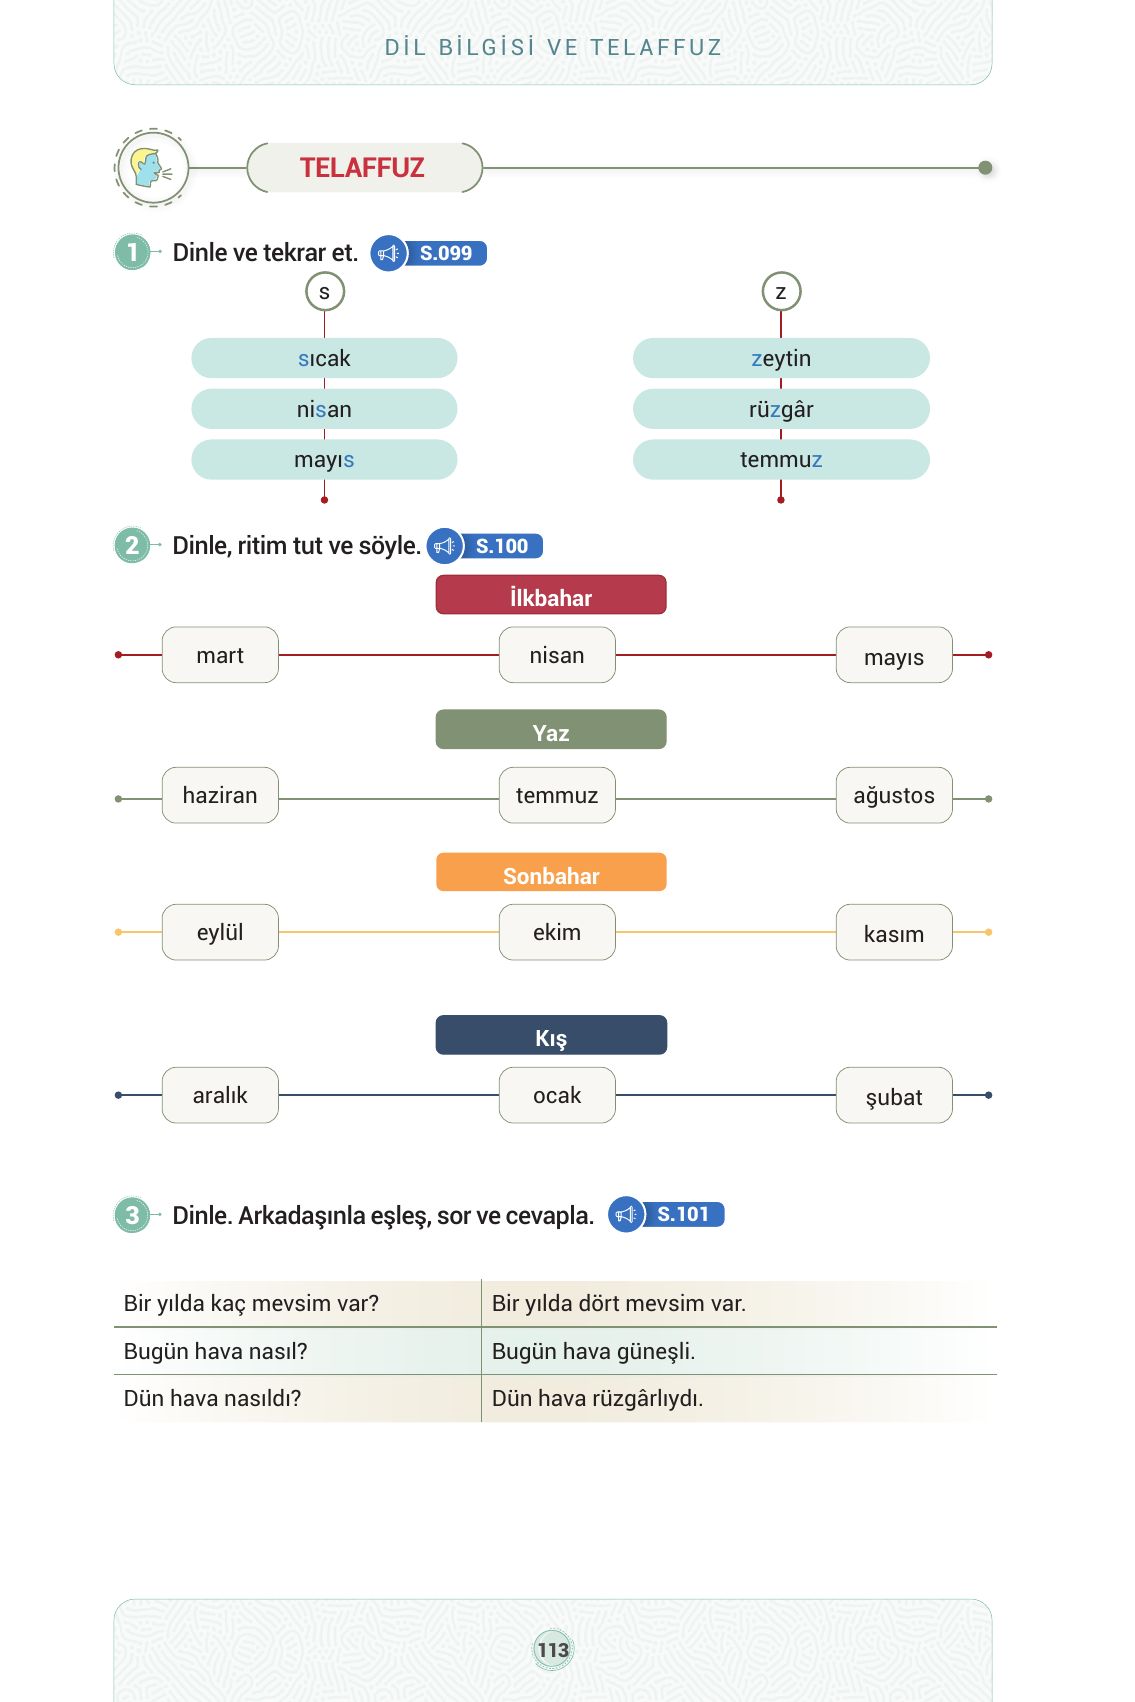 DİL BİLGİSİ VE TELAFFUZ
TELAFFUZ
1 Dinle ve tekrar et. S.099
s z
sıcak zeytin
nisan rüzgâr
mayıs temmuz
2 Dinle, ritim tut ve söyle. S.100
İlkbahar
mart nisan mayıs
Yaz
haziran temmuz ağustos
Sonbahar
eylül ekim kasım
Kış
aralık ocak şubat
3 Dinle. Arkadaşınla eşleş, sor ve cevapla. S.101
Bir yılda kaç mevsim var? Bir yılda dört mevsim var.
Bugün hava nasıl? Bugün hava güneşli.
Dün hava nasıldı? Dün hava rüzgârlıydı.
113